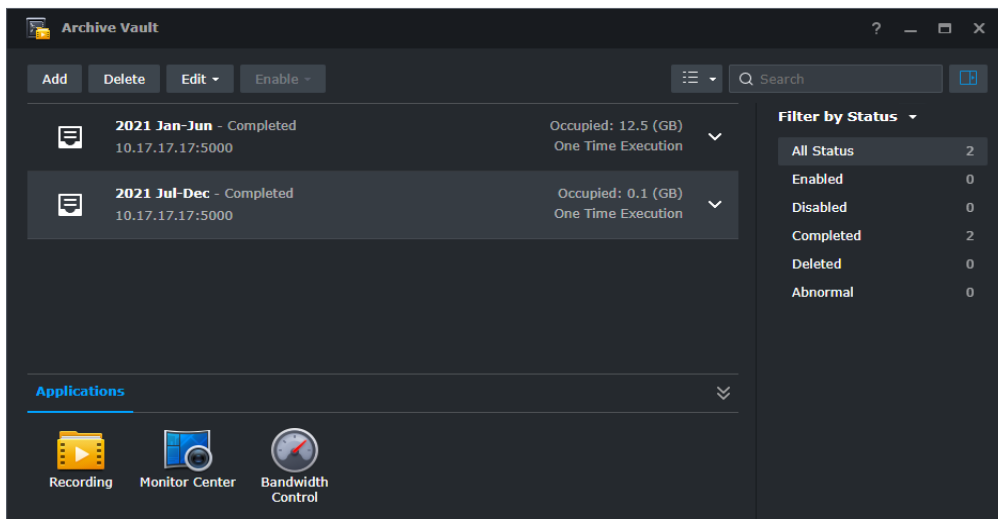 Archive Vault
Add Delete Edit Enable Search
2021 Jan-Jun - Completed Occupied: 12.5 (GB)
10.17.17.17:5000 One Time Execution
2021 Jul-Dec - Completed Occupied: 0.1 (GB)
10.17.17.17:5000 One Time Execution
Filter by Status
All Status 2
Enabled 0
Disabled 0
Completed 2
Deleted 0
Abnormal 0
Applications
Recording
Monitor Center
Bandwidth
Control